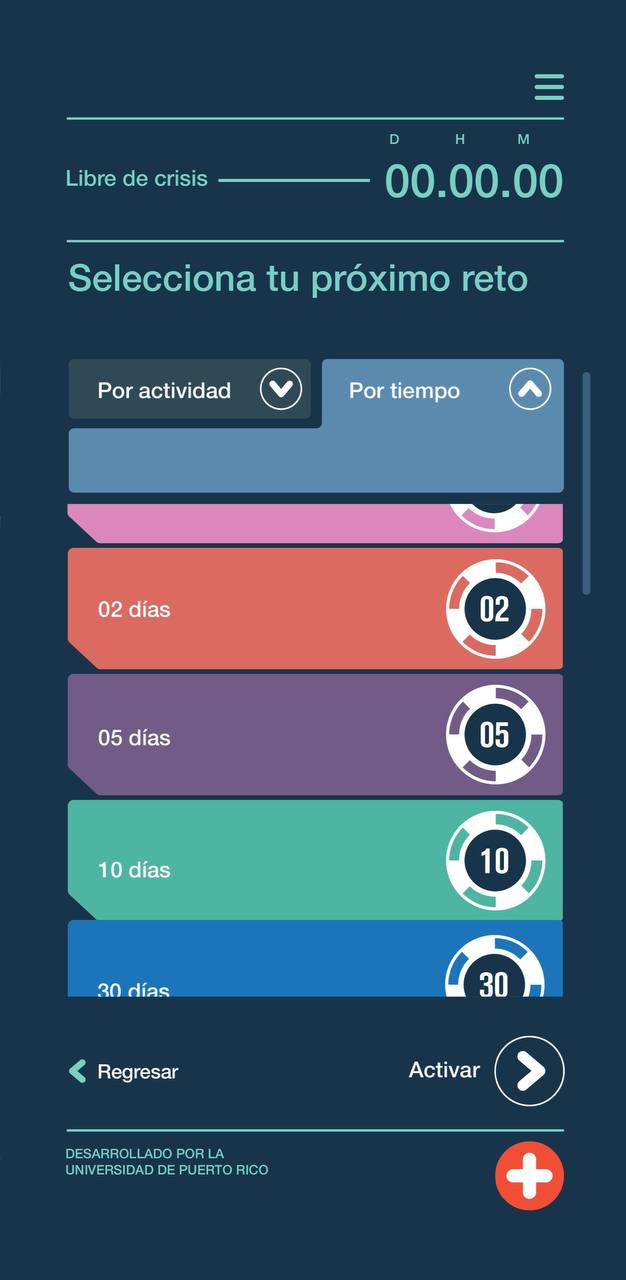 D H M
Libre de crisis 00.00.00
Selecciona tu próximo reto
Por actividad Por tiempo
02 días 02
05 días 05
10 días 10
30 días 30
Regresar Activar
DESARROLLADO POR LA
UNIVERSIDAD DE PUERTO RICO